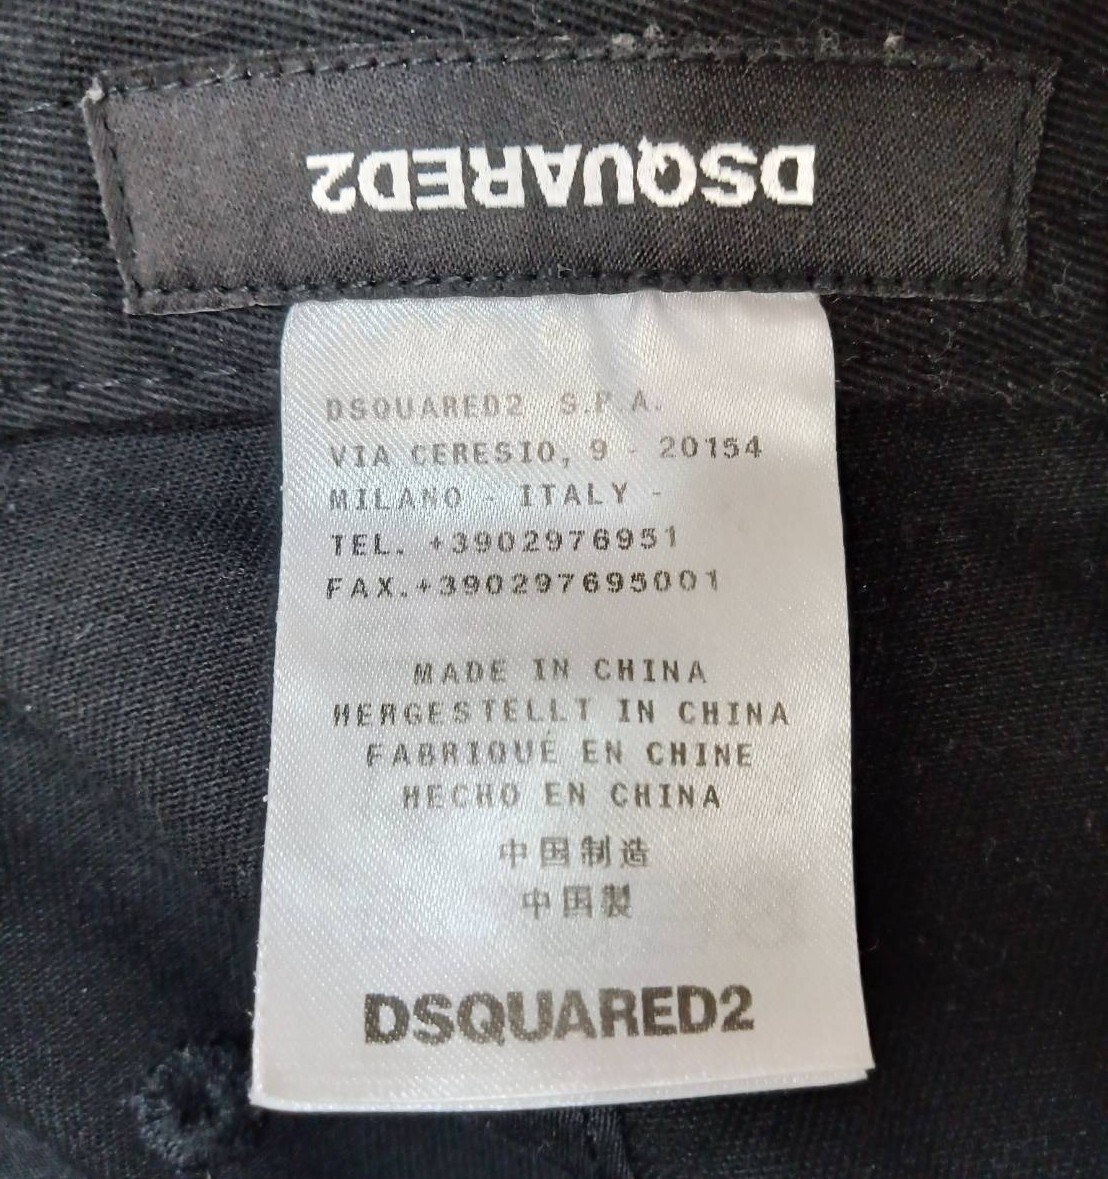 DSQUARED2
DSQUARED2 S.P.A.
VIA CERESIO, 9 - 20154
MILANO - ITALY -
TEL. +3902976951
FAX.+390297695001
MADE IN CHINA
HERGESTELLT IN CHINA
FABRIQUÉ EN CHINE
HECHO EN CHINA
中国制造
中国製
DSQUARED2